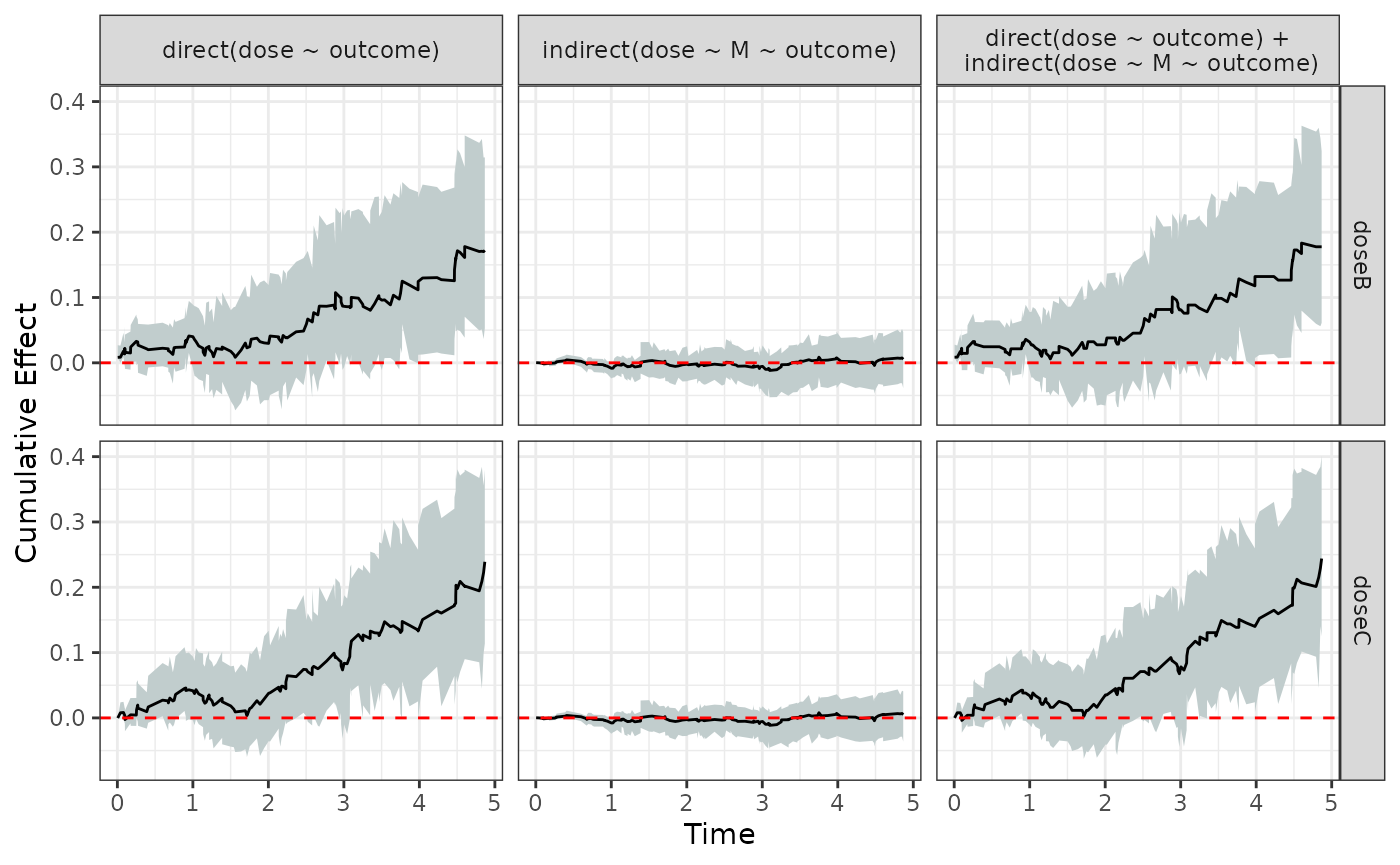 direct(dose ~ outcome)
indirect(dose ~ M ~ outcome)
direct(dose ~ outcome) +
indirect(dose ~ M ~ outcome)
Cumulative Effect
0.4
0.3
0.2
0.1
0.0
doseB
0.4
0.3
0.2
0.1
0.0
doseC
0 1 2 3 4 5
0 1 2 3 4 5
0 1 2 3 4 5
Time